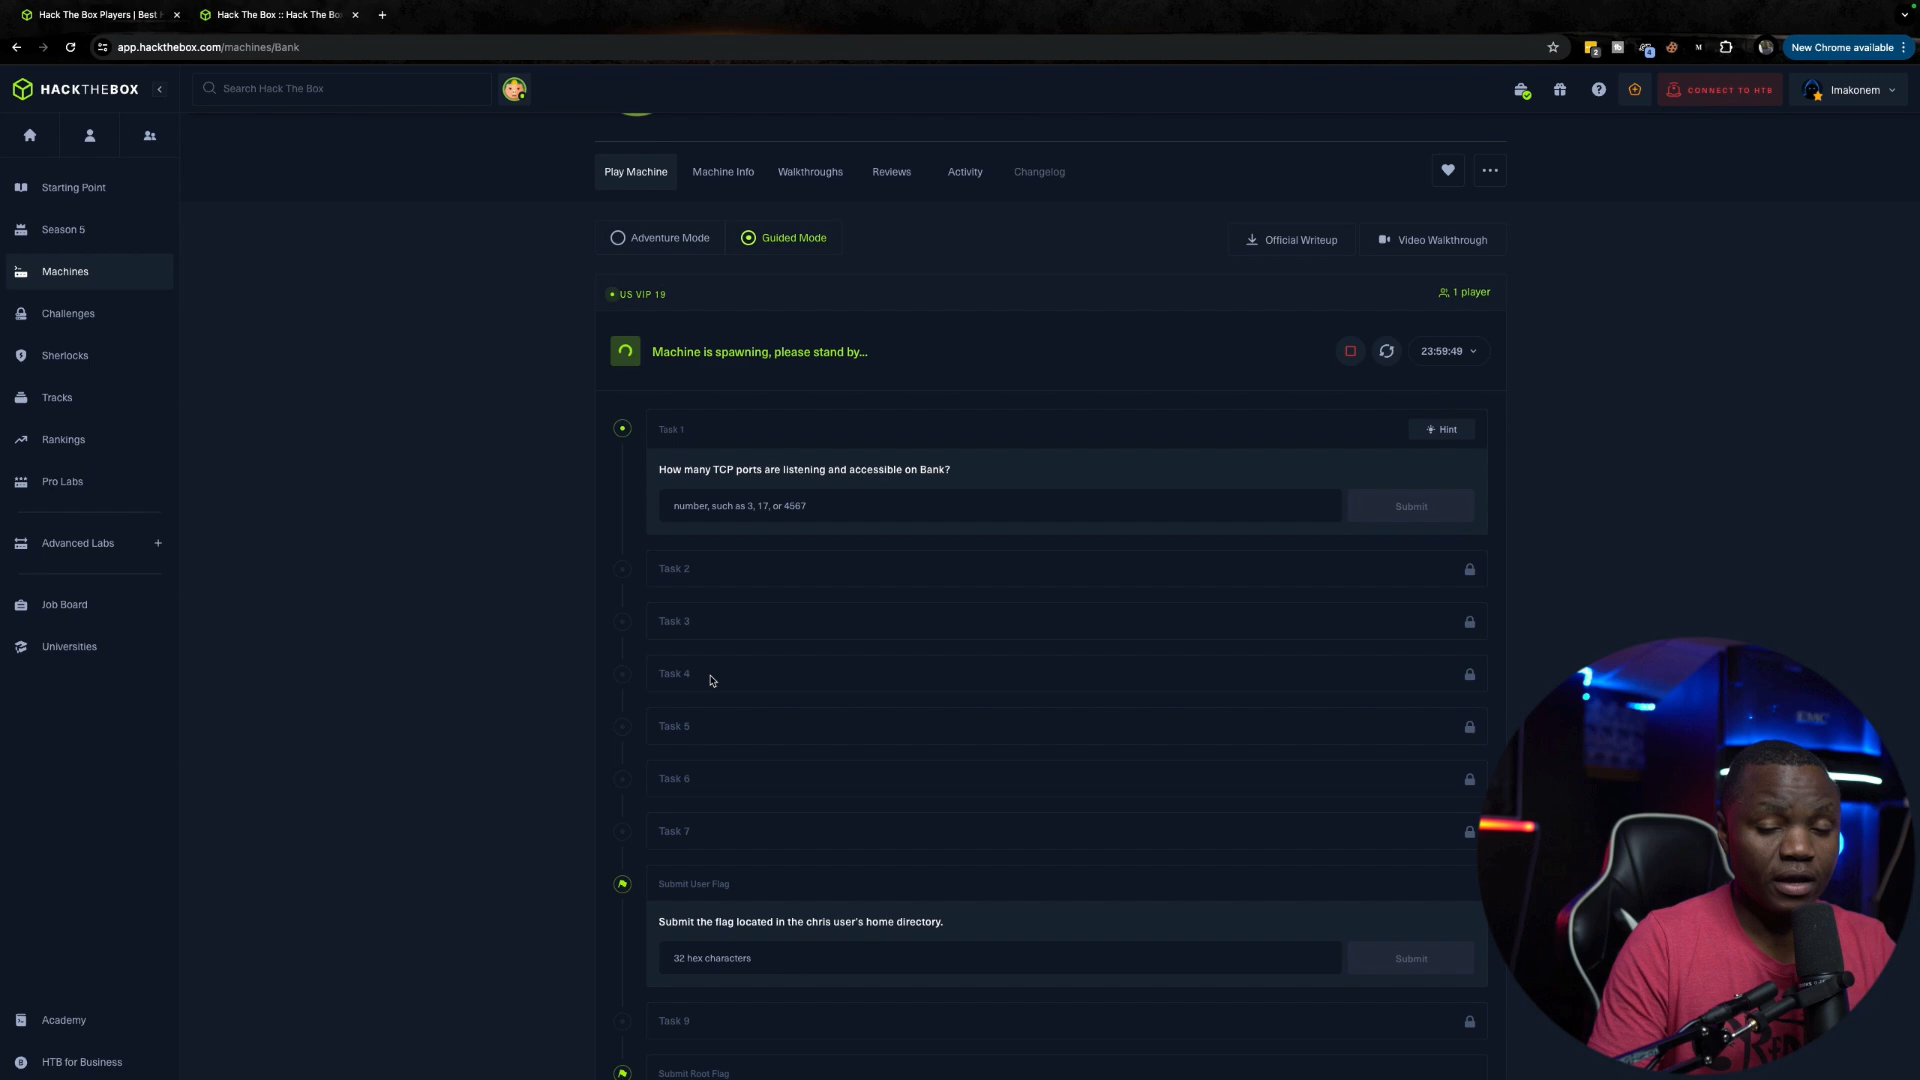 Hack The Box Players | Best
Hack The Box :: Hack The Bo
app.hackthebox.com/machines/Bank
2
4
M
New Chrome available
HACKTHEBOX
Search Hack The Box
CONNECT TO HTB
lmakonem
Starting Point
Season 5
Machines
Challenges
Sherlocks
Tracks
Rankings
Pro Labs
Advanced Labs
Job Board
Universities
Academy
HTB for Business
Play Machine
Machine Info
Walkthroughs
Reviews
Activity
Changelog
Adventure Mode
Guided Mode
Official Writeup
Video Walkthrough
US VIP 19
1 player
Machine is spawning, please stand by...
23:59:49
Task 1
Hint
How many TCP ports are listening and accessible on Bank?
number, such as 3, 17, or 4567
Submit
Task 2
Task 3
Task 4
Task 5
Task 6
Task 7
Submit User Flag
Submit the flag located in the chris user's home directory.
32 hex characters
Submit
Task 9
Submit Root Flag
EMC